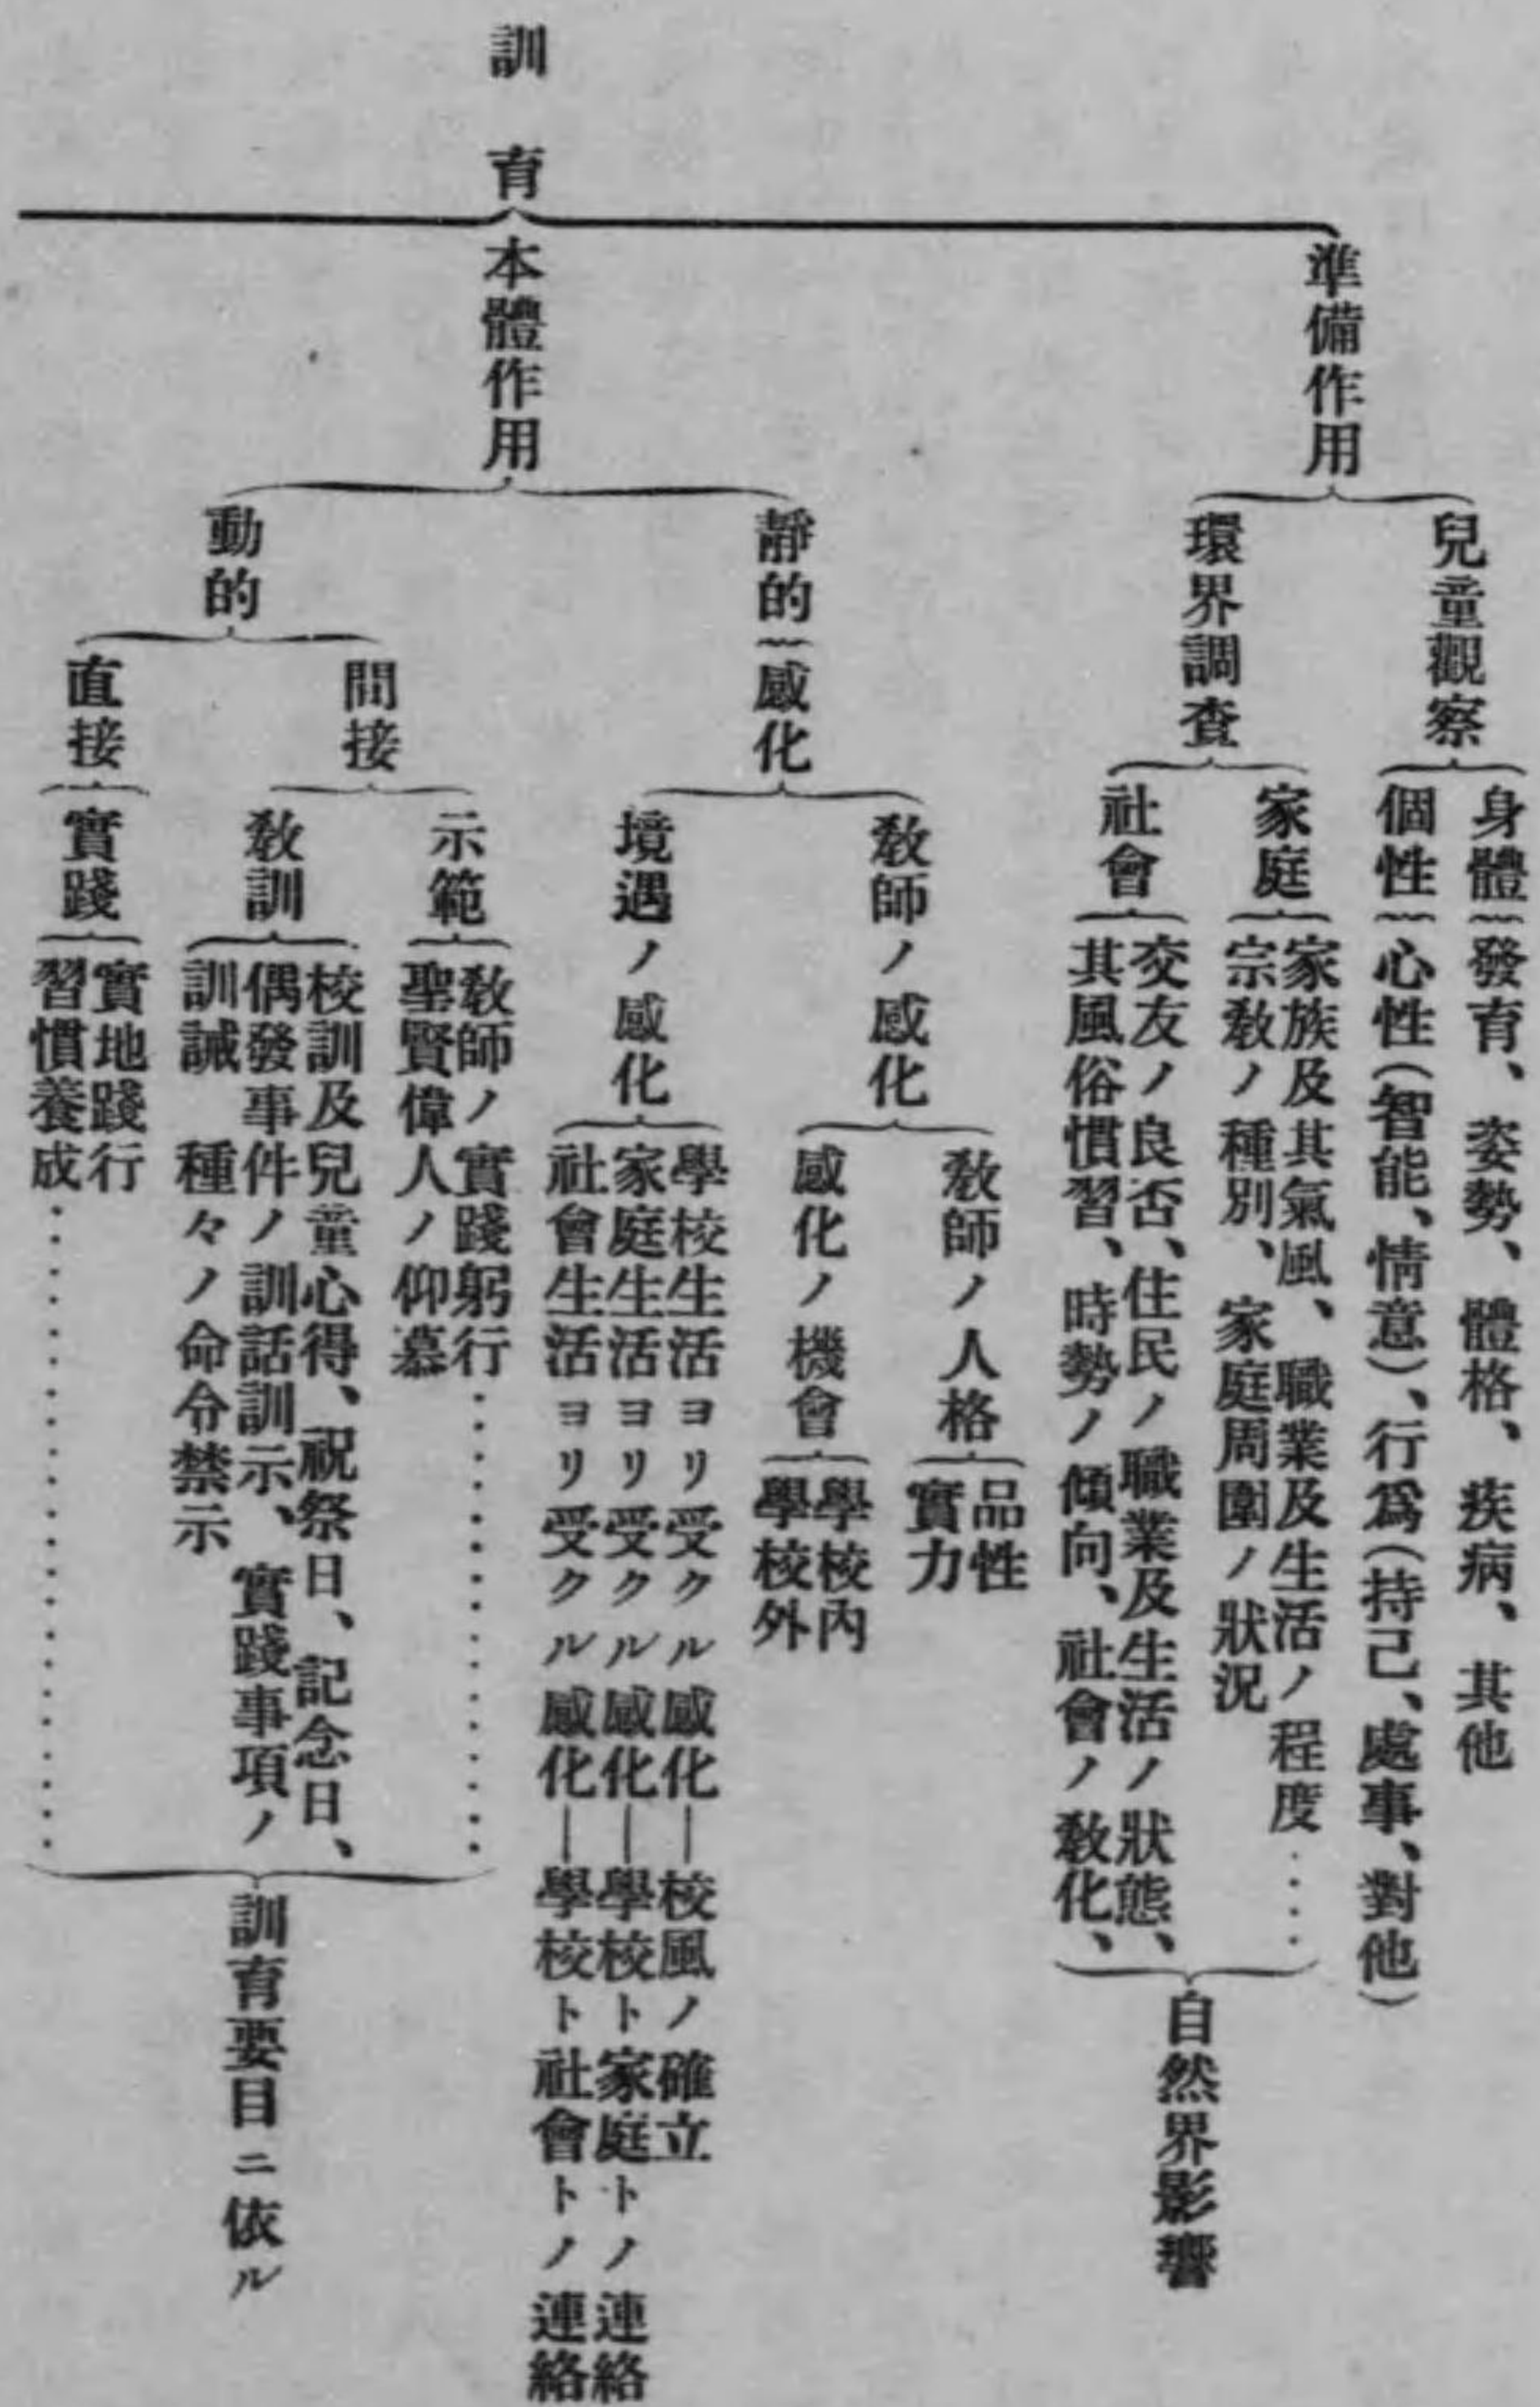 訓育
準備作用
兒童觀察
身體
發育、姿勢、體格、疾病、其他
個性
心性(智能、情意)、行爲(持己、處事、對他)
環界調査
家庭
家族及其氣風、職業及生活ノ程度‥‥
宗敎ノ種別、家庭周圍ノ狀況
社會
交友ノ良否、住民ノ職業及生活ノ狀態、
其風俗慣習、時勢ノ傾向、社會ノ敎化、
自然界影響
本體作用
靜的
感化
敎師ノ感化
敎師ノ人格
品性
實力
感化ノ機會
學校內
學校外
境遇ノ感化
學校生活ヨリ受クル感化―校風ノ確立
家庭生活ヨリ受クル感化―學校ト家庭トノ連絡
社會生活ヨリ受クル感化―學校ト社會トノ連絡
動的
間接
示範
敎師ノ實踐躬行‥‥‥‥‥‥‥‥
聖賢偉人ノ仰慕
敎訓
校訓及兒童心得、祝祭日、記念日、
偶發事件ノ訓話訓示、實踐事項ノ
訓誡 種々ノ命令禁示
直接
實踐
實地踐行
習慣養成‥‥‥‥‥‥‥‥‥‥‥
訓育要目ニ依ル